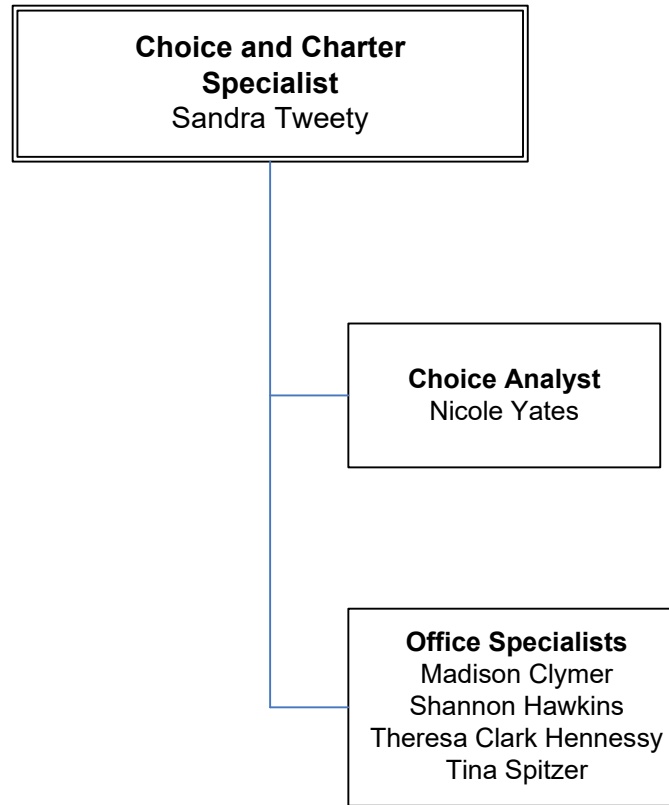 Choice and Charter
Specialist
Sandra Tweety
Choice Analyst
Nicole Yates
Office Specialists
Madison Clymer
Shannon Hawkins
Theresa Clark Hennessy
Tina Spitzer